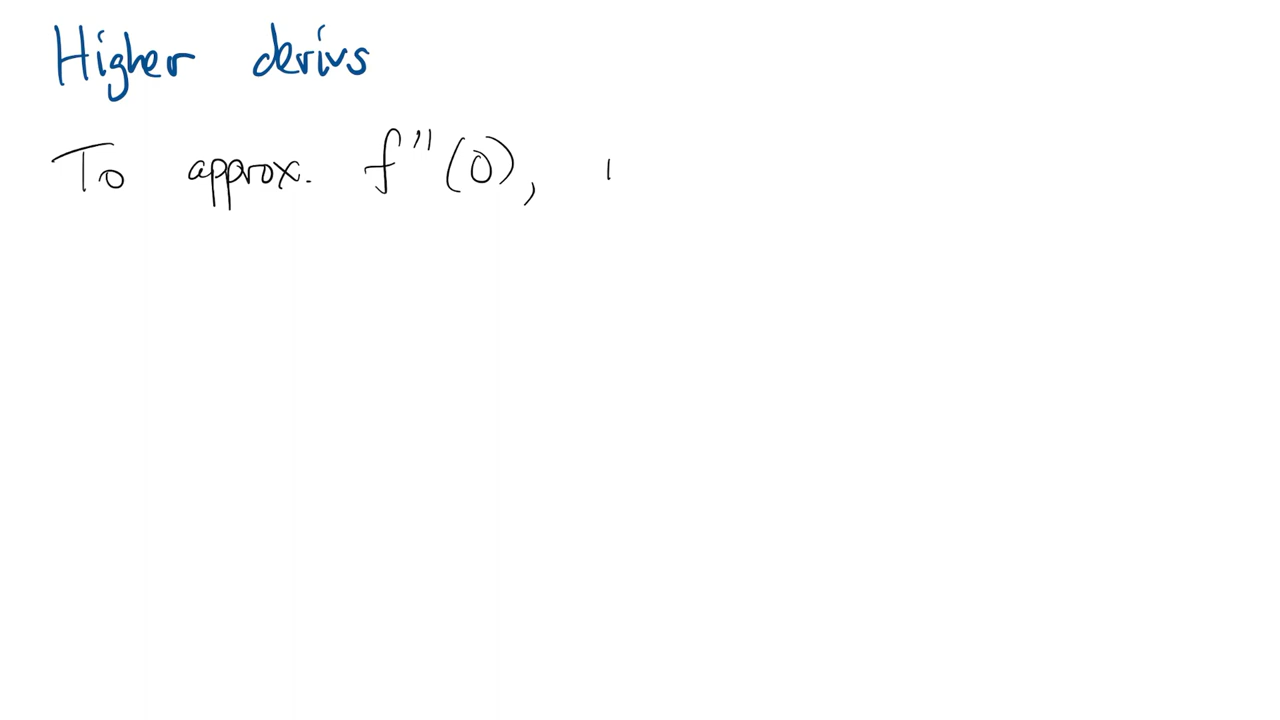 Higher derivs
To approx. f''(0),